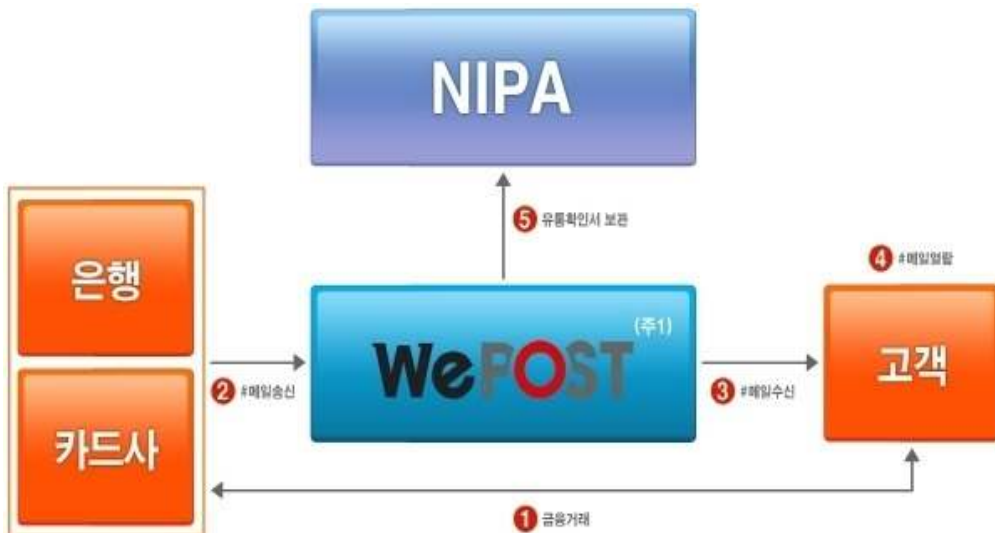 NIPA
5 유통확인서 보관
은행
4 #메일열람
(주1)
WePOST
고객
2 #메일송신
3 #메일수신
카드사
1 금융거래